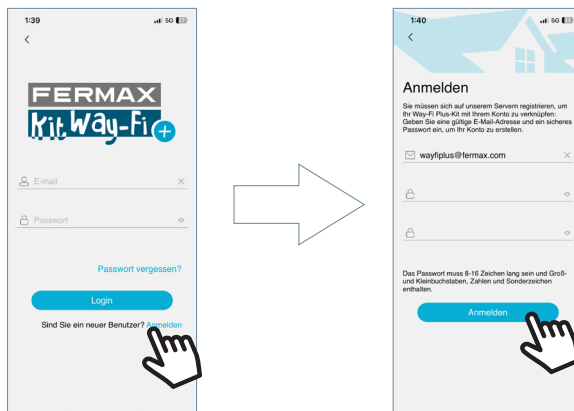 1:39
5G
FERMAX
Kit Way-Fi +
E-mail
Passwort
Passwort vergessen?
Login
Sind Sie ein neuer Benutzer? Anmelden
1:40
5G
Anmelden
Sie müssen sich auf unserem Servern registrieren, um
Ihr Way-Fi Plus-Kit mit Ihrem Konto zu verknüpfen:
Geben Sie eine gültige E-Mail-Adresse und ein sicheres
Passwort ein, um Ihr Konto zu erstellen.
wayfiplus@fermax.com
Das Passwort muss 8-16 Zeichen lang sein und Groß-
und Kleinbuchstaben, Zahlen und Sonderzeichen
enthalten.
Anmelden